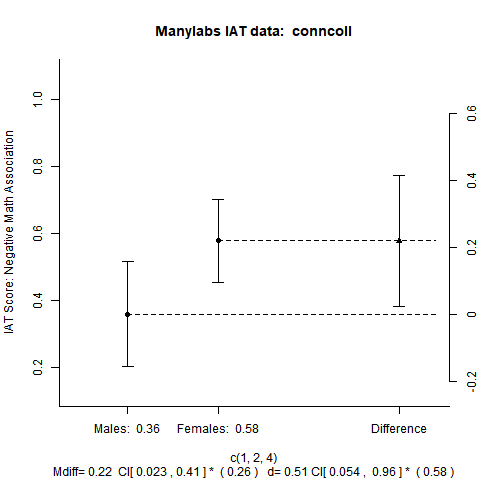 Manylabs IAT data:  conncoll
IAT Score: Negative Math Association
1.0
0.8
0.6
0.4
0.2
0.6
0.4
0.2
0
-0.2
Males:  0.36
Females:  0.58
Difference
c(1, 2, 4)
Mdiff= 0.22  CI[ 0.023 , 0.41 ] *  ( 0.26 )   d= 0.51 CI[ 0.054 ,  0.96 ] *  ( 0.58 )